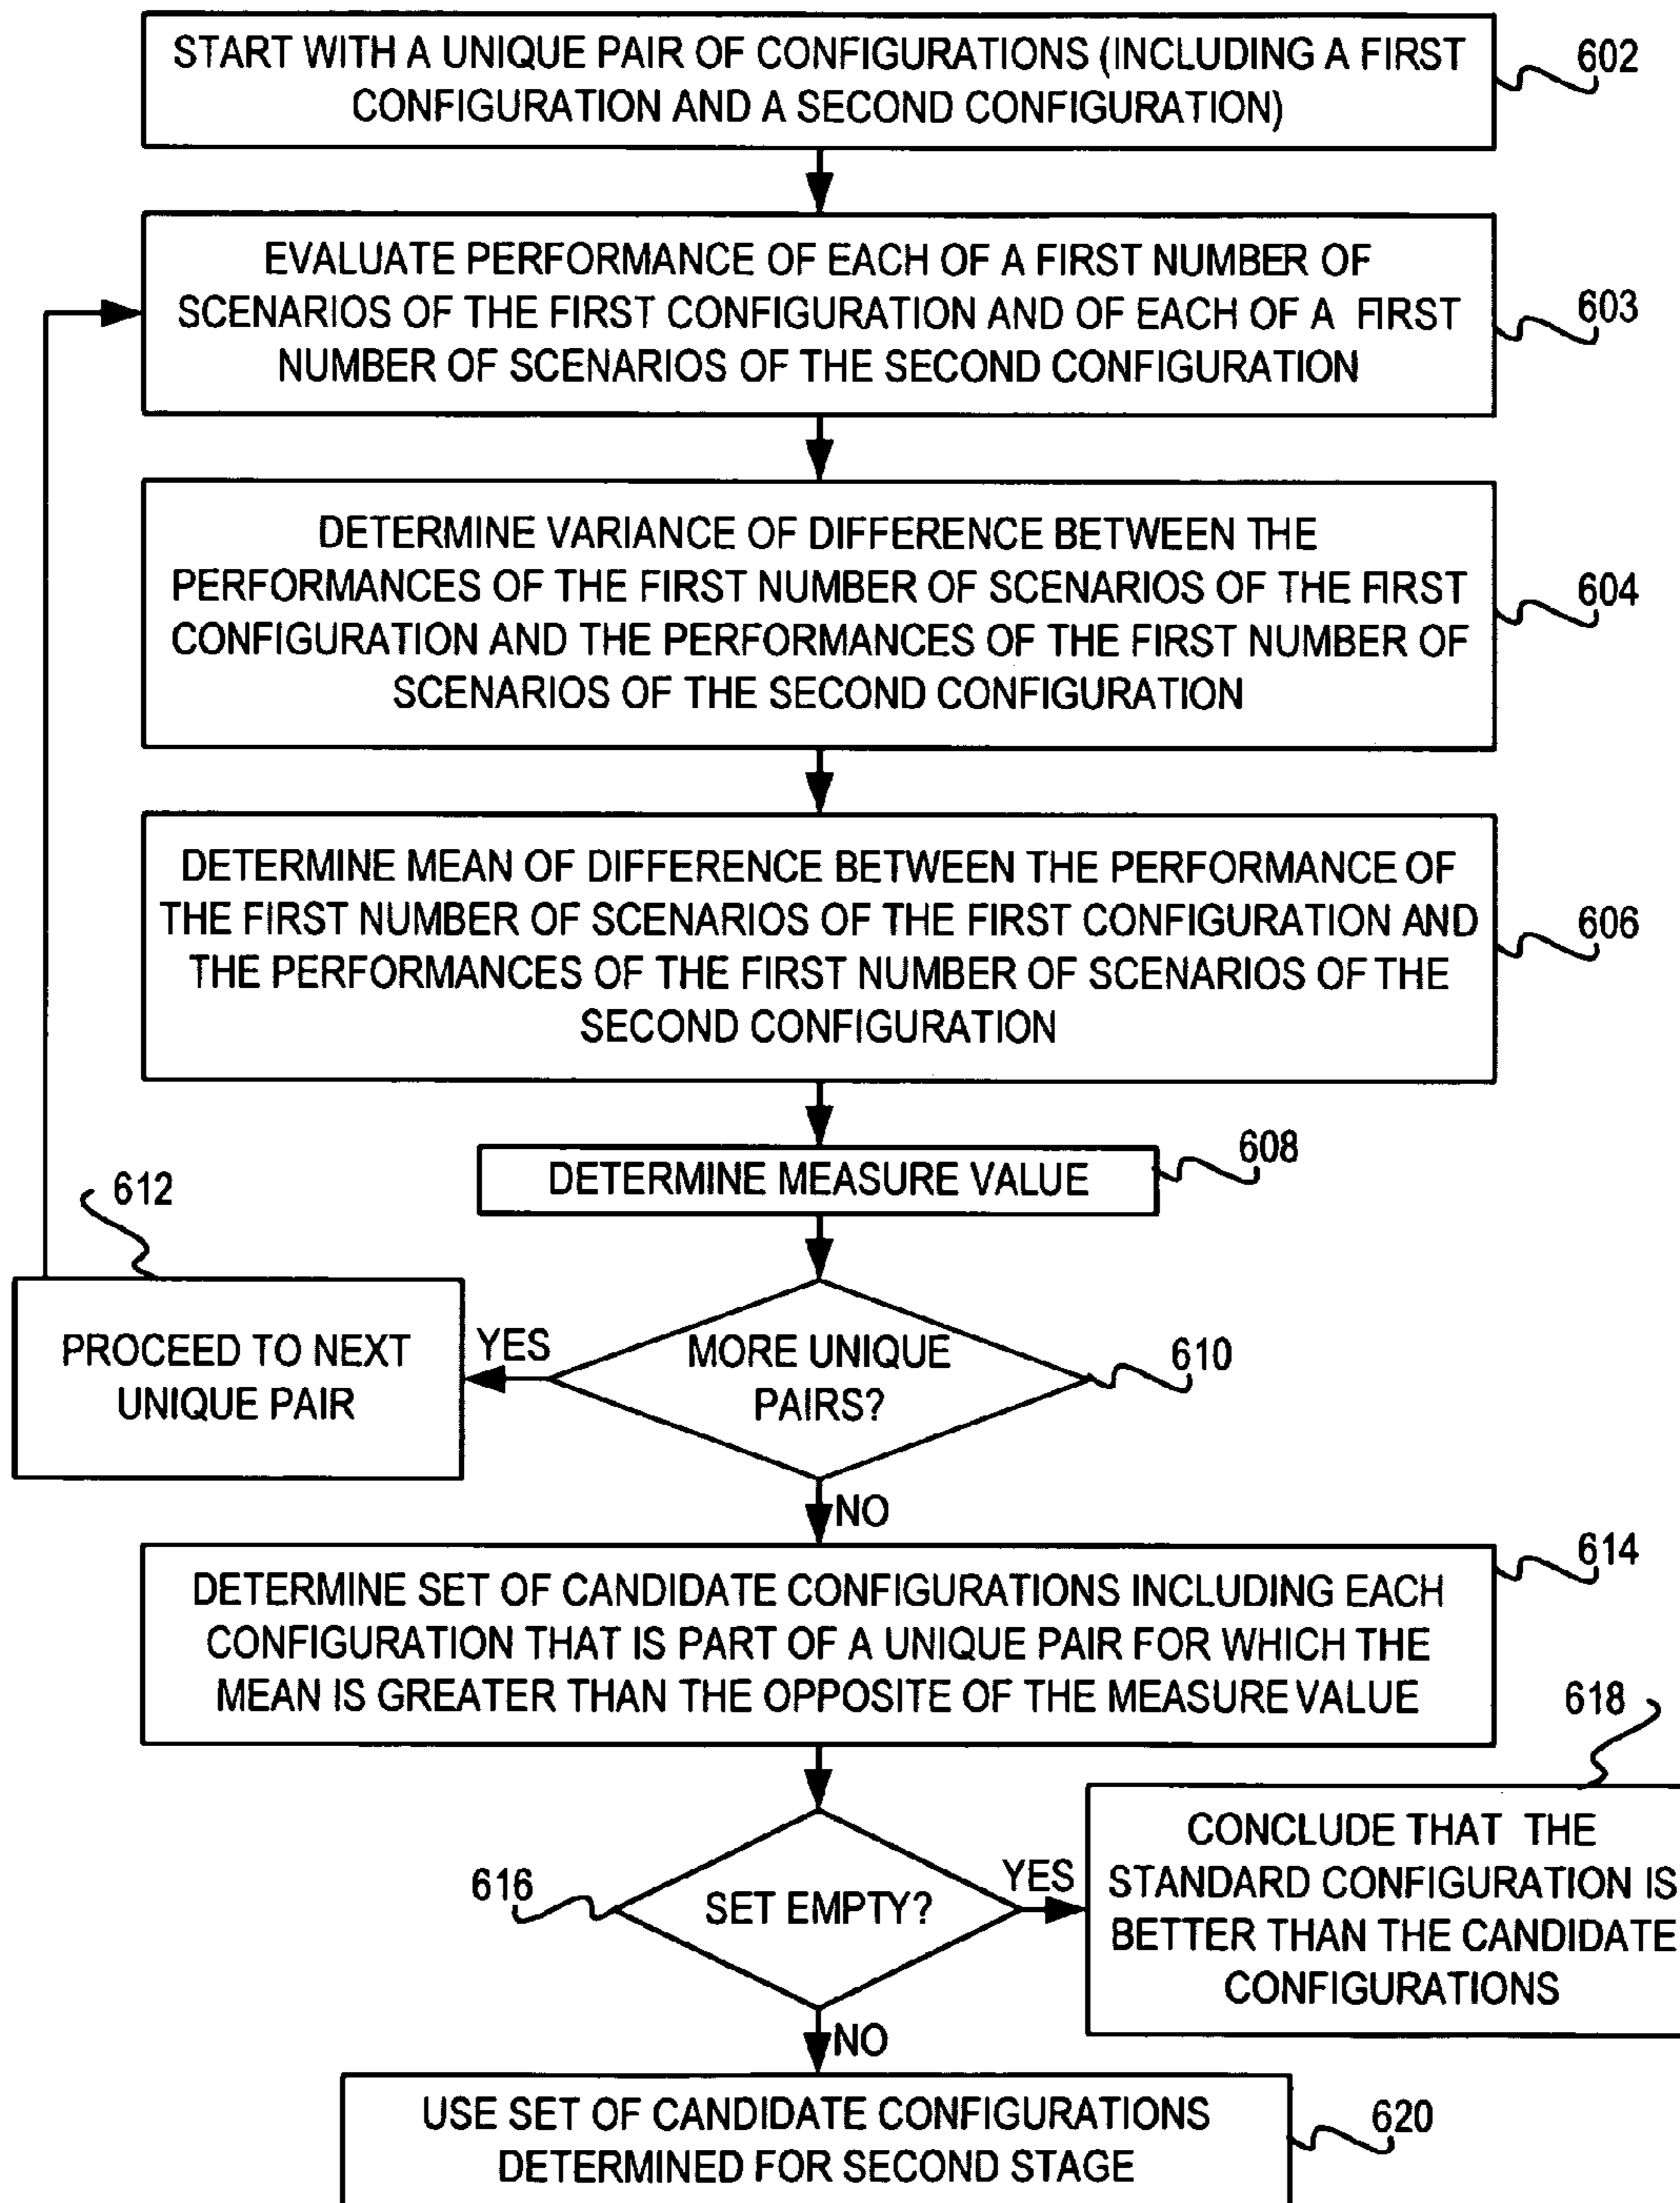 START WITH A UNIQUE PAIR OF CONFIGURATIONS (INCLUDING A FIRST
CONFIGURATION AND A SECOND CONFIGURATION)
602
EVALUATE PERFORMANCE OF EACH OF A FIRST NUMBER OF
SCENARIOS OF THE FIRST CONFIGURATION AND OF EACH OF A FIRST
NUMBER OF SCENARIOS OF THE SECOND CONFIGURATION
603
DETERMINE VARIANCE OF DIFFERENCE BETWEEN THE
PERFORMANCES OF THE FIRST NUMBER OF SCENARIOS OF THE FIRST
CONFIGURATION AND THE PERFORMANCES OF THE FIRST NUMBER OF
SCENARIOS OF THE SECOND CONFIGURATION
604
DETERMINE MEAN OF DIFFERENCE BETWEEN THE PERFORMANCE OF
THE FIRST NUMBER OF SCENARIOS OF THE FIRST CONFIGURATION AND
THE PERFORMANCES OF THE FIRST NUMBER OF SCENARIOS OF THE
SECOND CONFIGURATION
606
DETERMINE MEASURE VALUE
608
612
PROCEED TO NEXT
UNIQUE PAIR
YES
MORE UNIQUE
PAIRS?
610
NO
DETERMINE SET OF CANDIDATE CONFIGURATIONS INCLUDING EACH
CONFIGURATION THAT IS PART OF A UNIQUE PAIR FOR WHICH THE
MEAN IS GREATER THAN THE OPPOSITE OF THE MEASURE VALUE
614
616
SET EMPTY?
YES
618
CONCLUDE THAT THE
STANDARD CONFIGURATION IS
BETTER THAN THE CANDIDATE
CONFIGURATIONS
NO
USE SET OF CANDIDATE CONFIGURATIONS
DETERMINED FOR SECOND STAGE
620